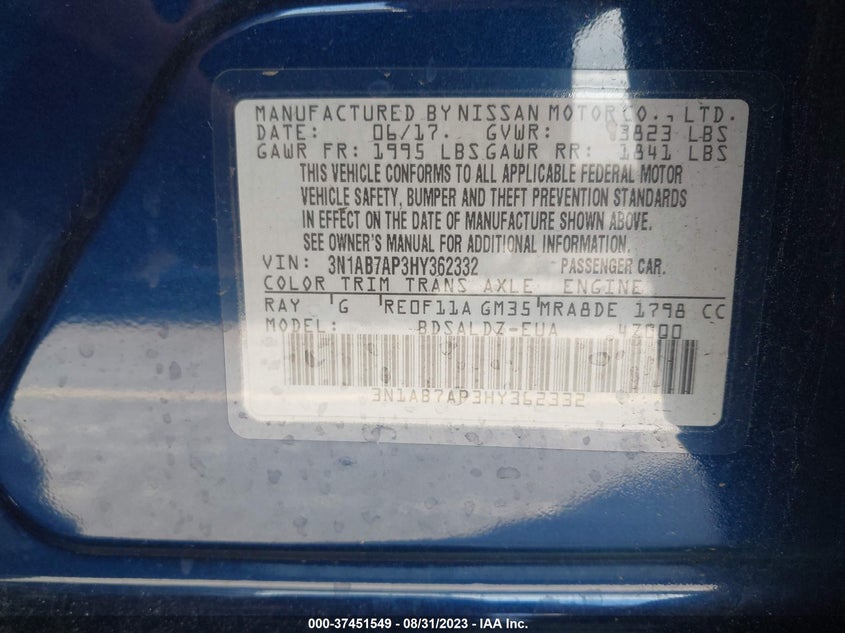 MANUFACTURED BY NISSAN MOTOR CO., LTD.
DATE: 06/17. GVWR: 3823 LBS
GAWR FR: 1995 LBS GAWR RR: 1841 LBS
THIS VEHICLE CONFORMS TO ALL APPLICABLE FEDERAL MOTOR
VEHICLE SAFETY, BUMPER AND THEFT PREVENTION STANDARDS
IN EFFECT ON THE DATE OF MANUFACTURE SHOWN ABOVE.
SEE OWNER'S MANUAL FOR ADDITIONAL INFORMATION.
VIN: 3N1AB7AP3HY362332 PASSENGER CAR.
COLOR TRIM TRANS AXLE ENGINE
RAY G RE0F11A GM35 MRA8DE 1798 CC
MODEL: BDSALDZ-EUA
3N1AB7AP3HY362332
000-37451549 - 08/31/2023 - IAA Inc.